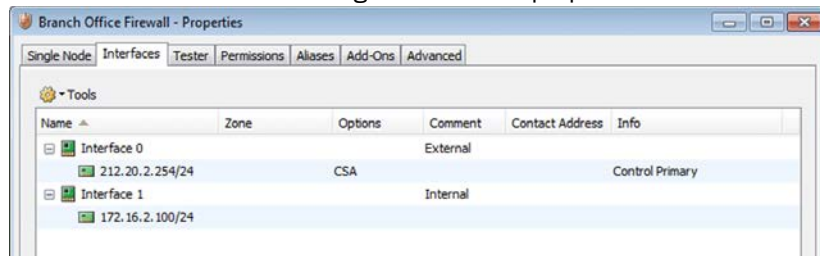 Branch Office Firewall - Properties
Single Node Interfaces Tester Permissions Aliases Add-Ons Advanced
Tools
Name Zone Options Comment Contact Address Info
Interface 0 External
212.20.2.254/24 CSA Control Primary
Interface 1 Internal
172.16.2.100/24